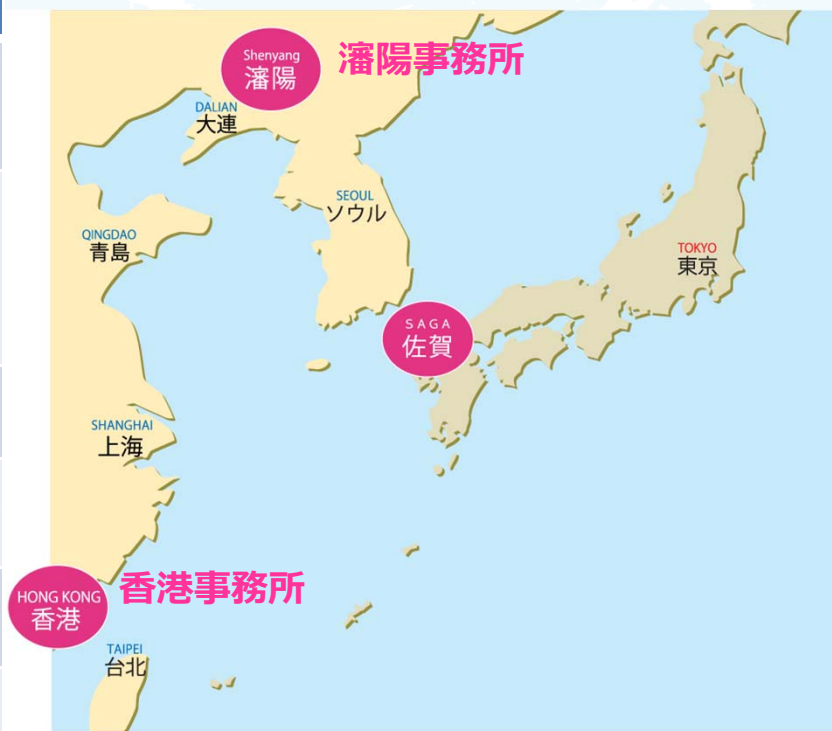 Shenyang
瀋陽
瀋陽事務所
DALIAN
大連
SEOUL
ソウル
QINGDAO
青島
TOKYO
東京
SAGA
佐賀
SHANGHAI
上海
HONG KONG
香港
香港事務所
TAIPEI
台北